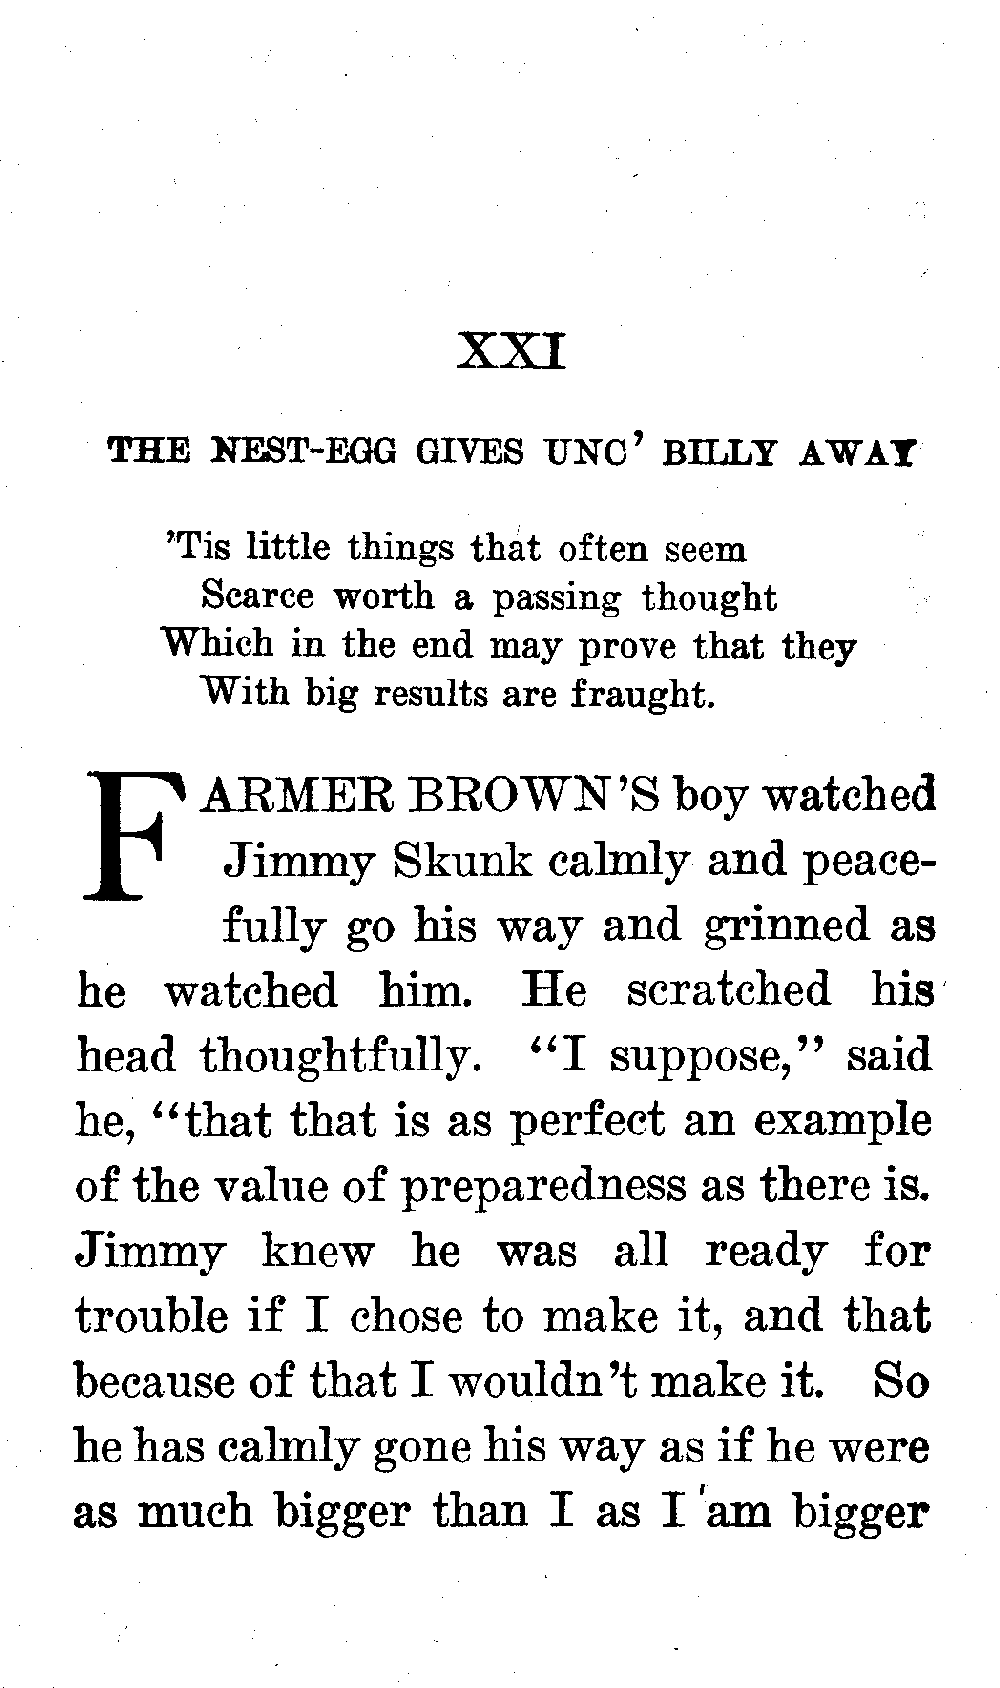 XXI
THE NEST-EGG GIVES UNC' BILLY AWAY
'Tis little things that often seem
Scarce worth a passing thought
Which in the end may prove that they
With big results are fraught.
FARMER BROWN'S boy watched
Jimmy Skunk calmly and peace-
fully go his way and grinned as
he watched him. He scratched his
head thoughtfully. "I suppose," said
he, "that that is as perfect an example
of the value of preparedness as there is.
Jimmy knew he was all ready for
trouble if I chose to make it, and that
because of that I wouldn't make it. So
he has calmly gone his way as if he were
as much bigger than I as I am bigger